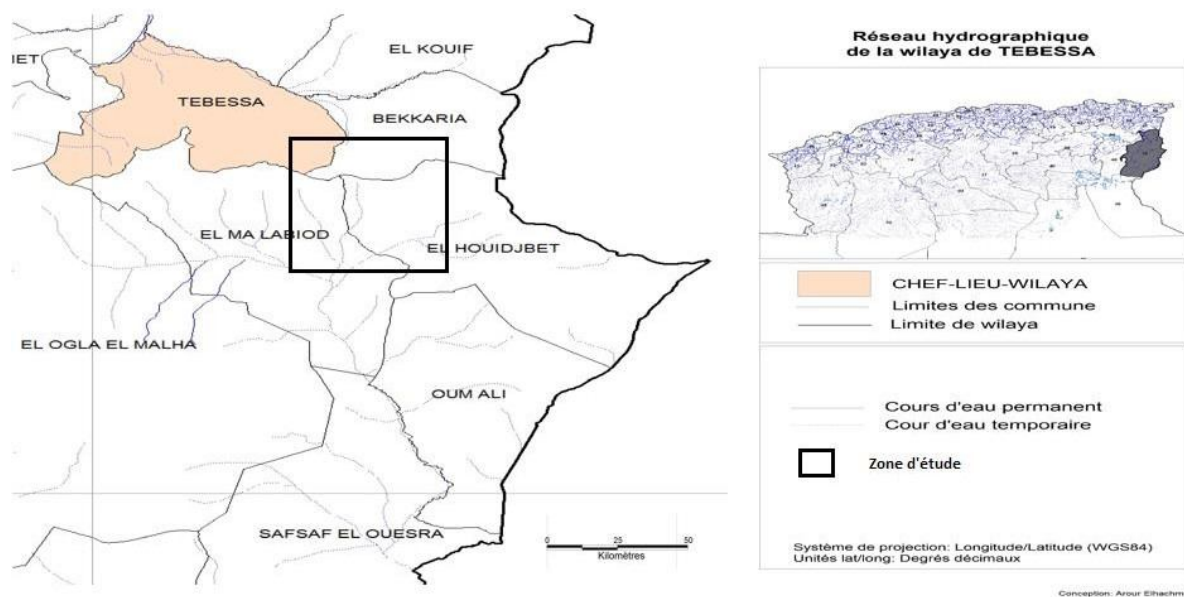 IET
EL KOUIF
TEBESSA
BEKKARIA
EL MA LABIOD
EL HOUIDJBET
EL OGLA EL MALHA
OUM ALI
SAFSAF EL OUESRA
0 25 50
Kilomètres
Réseau hydrographique
de la wilaya de TEBESSA
CHEF-LIEU-WILAYA
Limites des commune
Limite de wilaya
Cours d'eau permanent
Cour d'eau temporaire
Zone d'étude
Système de projection: Longitude/Latitude (WGS84)
Unités lat/long: Degrés décimaux
Conception: Arour Elhachm